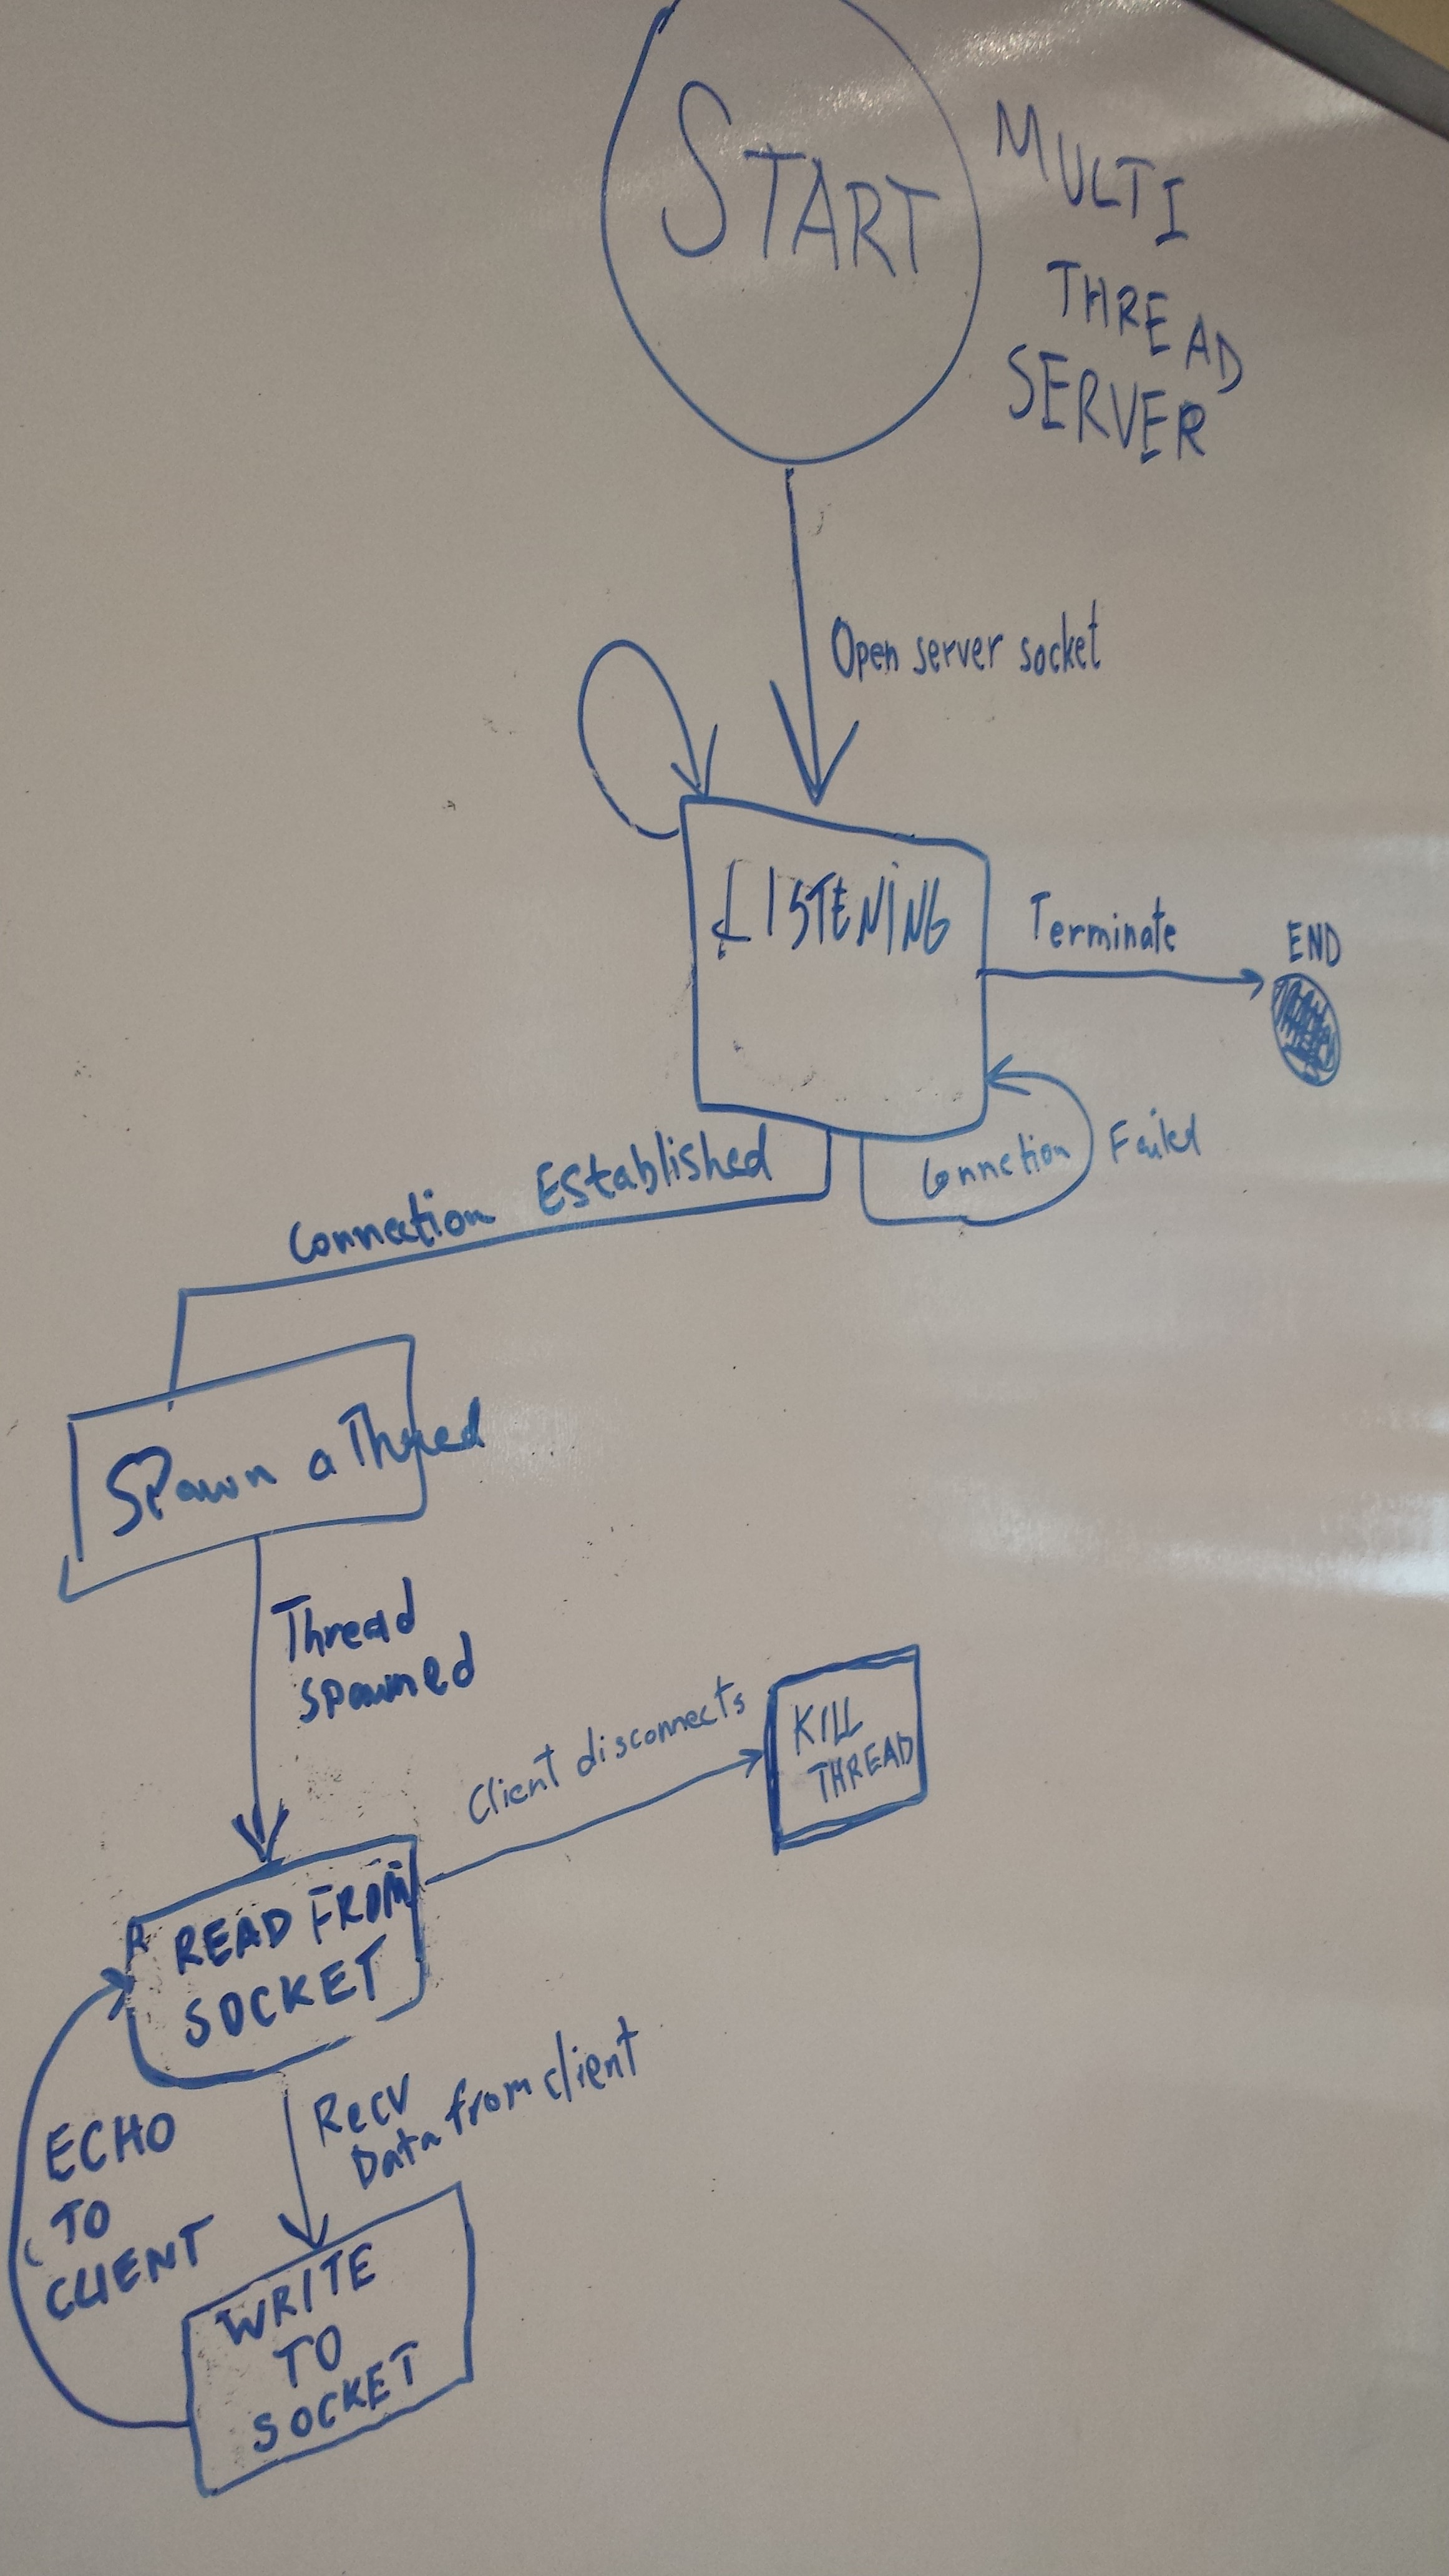 START
MULTI
THREAD
SERVER
Open server socket
LISTENING
Terminate
END
Connection Established
Connction Failed
Spawn a Thread
Thread
Spawned
Client disconnects
KILL
THREAD
READ FROM
SOCKET
Recv
Data from client
ECHO
TO
CLIENT
WRITE
TO
SOCKET